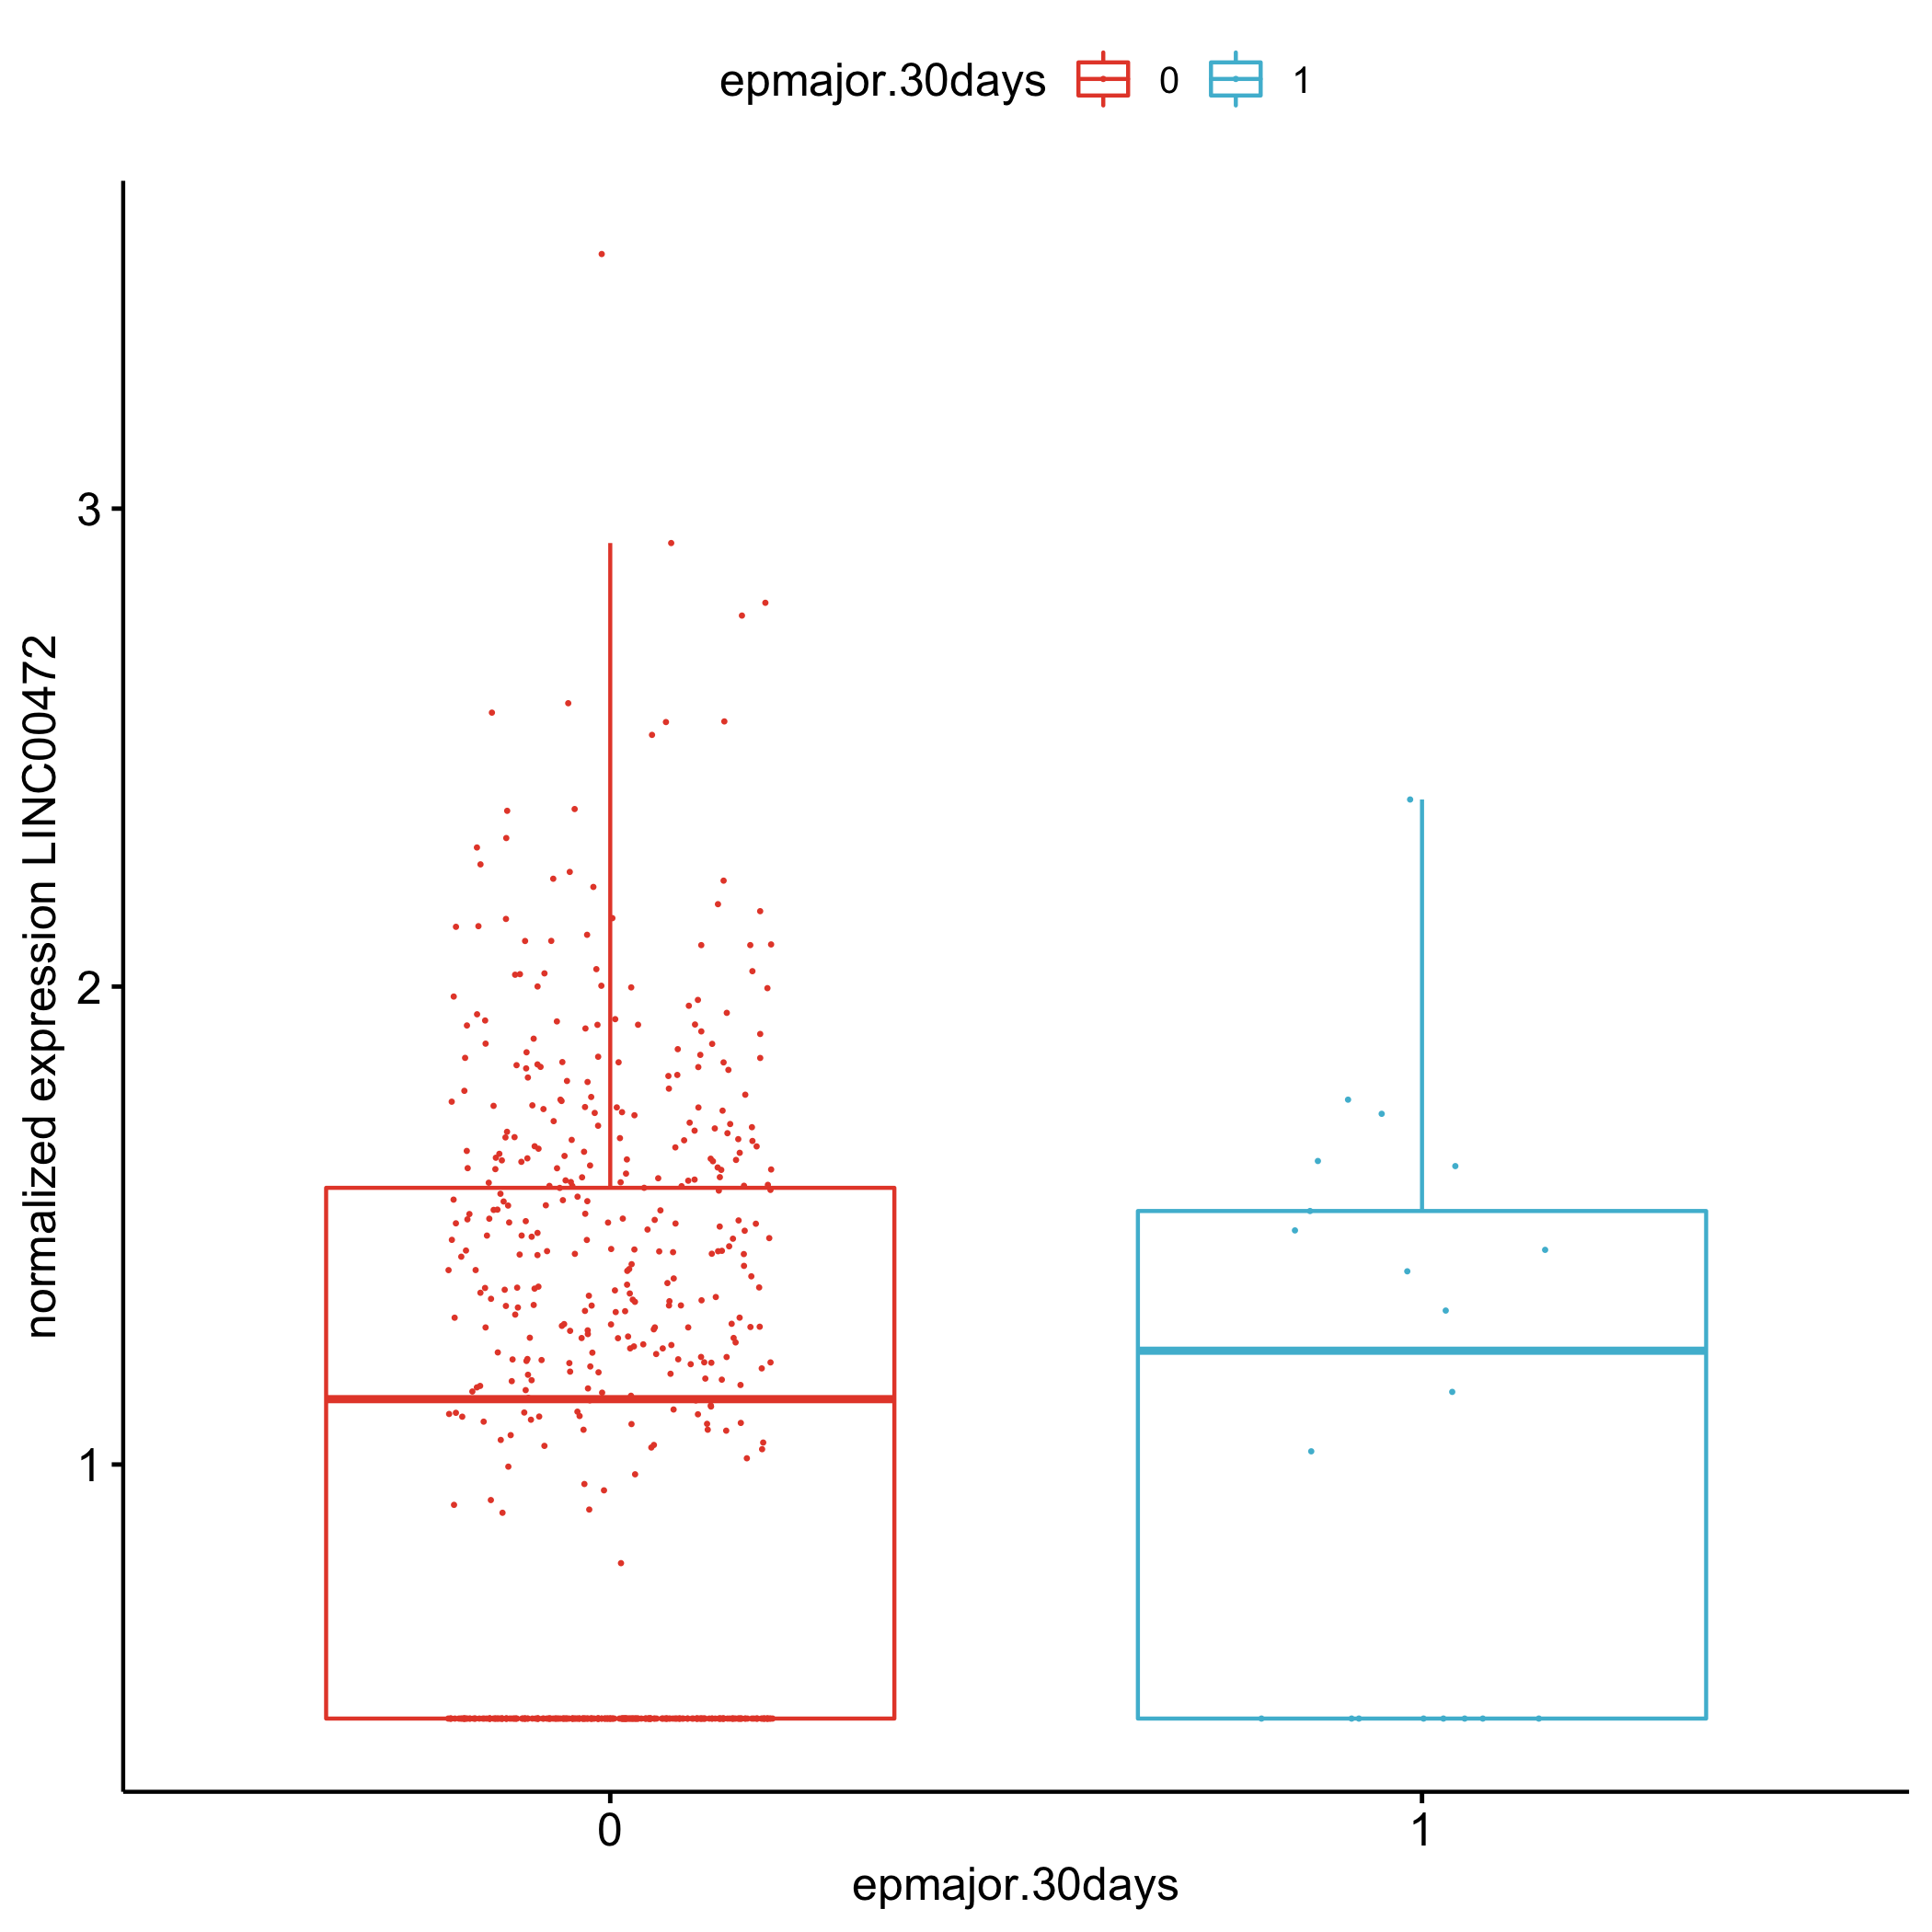 epmajor.30days 0 1
normalized expression LINC00472
3
2
1
0 1
epmajor.30days